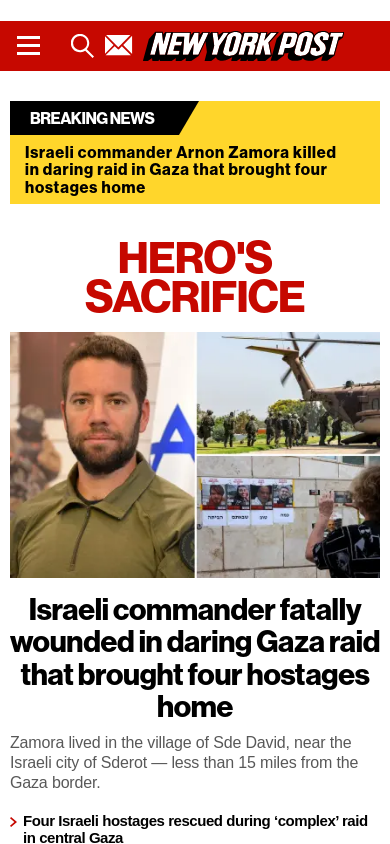 NEW YORK POST
BREAKING NEWS
Israeli commander Arnon Zamora killed
in daring raid in Gaza that brought four
hostages home
HERO'S
SACRIFICE
Israeli commander fatally
wounded in daring Gaza raid
that brought four hostages
home
Zamora lived in the village of Sde David, near the
Israeli city of Sderot — less than 15 miles from the
Gaza border.
Four Israeli hostages rescued during ‘complex’ raid
in central Gaza